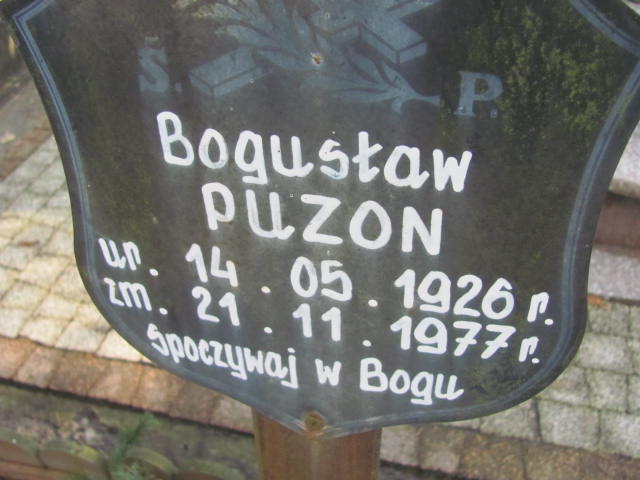 Ś. P.
Bogusław
PUZON
ur. 14.05.1926 r.
zm. 21.11.1977 r.
Spoczywaj w Bogu